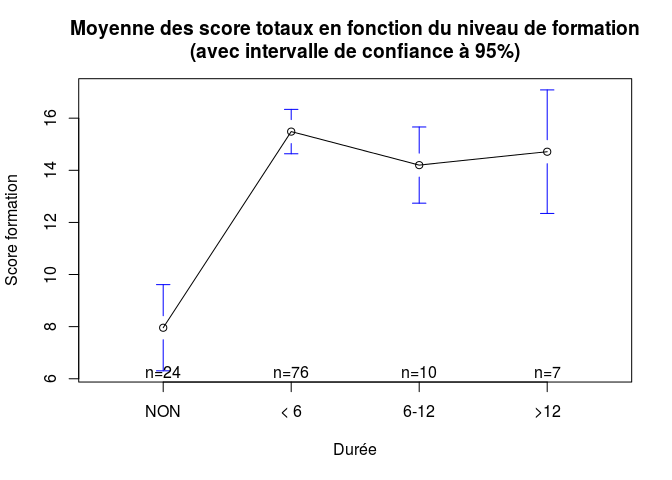 Moyenne des score totaux en fonction du niveau de formation
(avec intervalle de confiance à 95%)
Score formation
16
14
12
10
8
6
n=24 n=76 n=10 n=7
NON < 6 6-12 >12
Durée